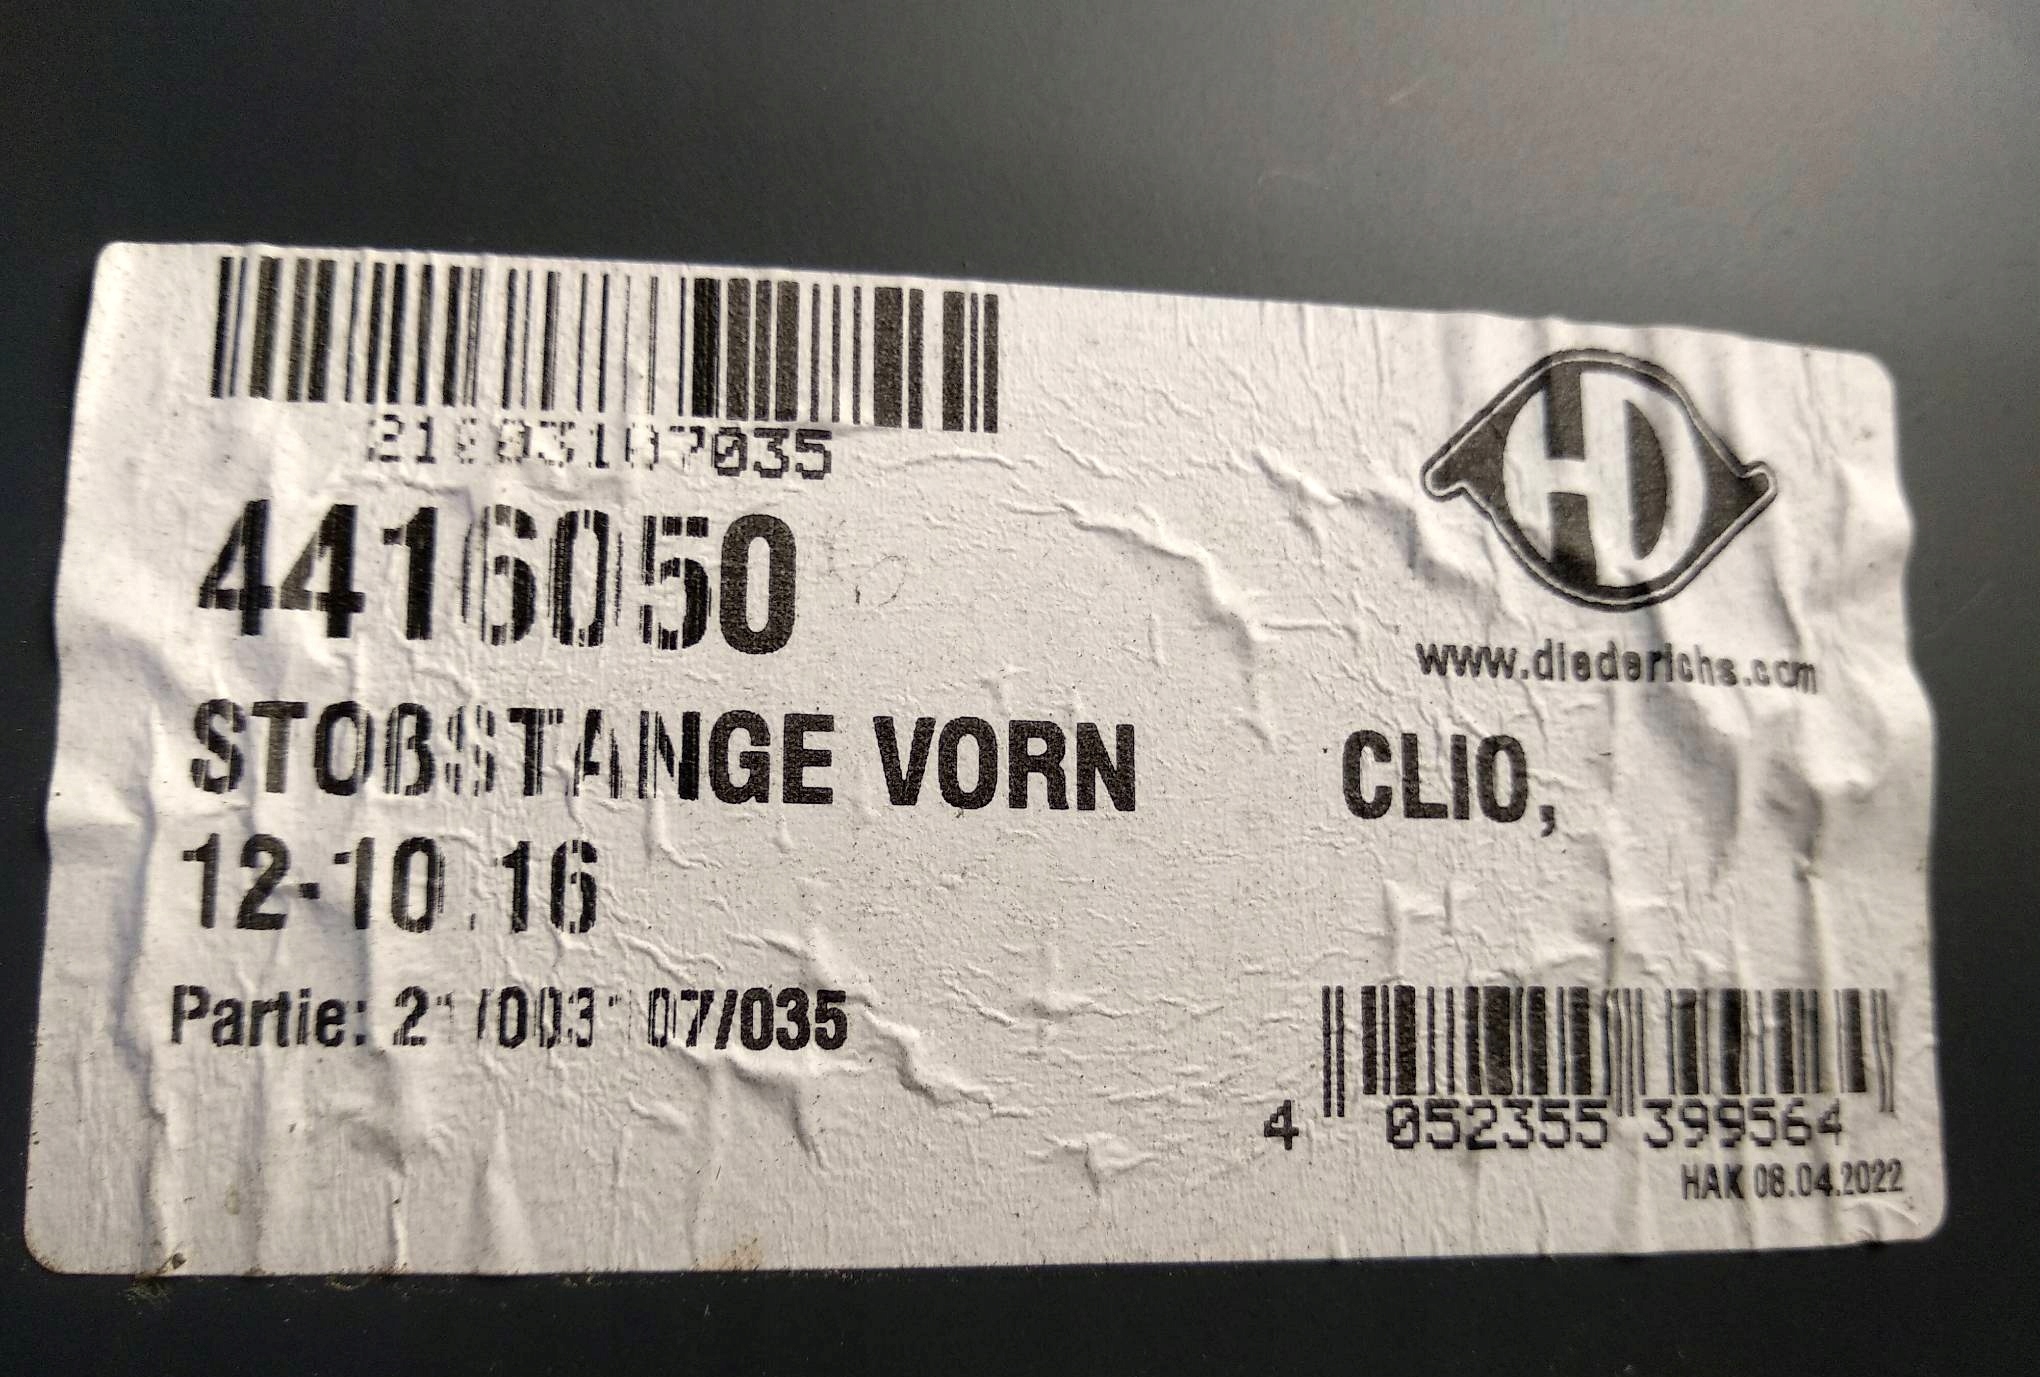 21003107035
4416050
HD
www.diederichs.com
STOßSTANGE VORN CLIO,
12-10.16
Partie: 21/003107/035
4 052355 399564
HAK 08.04.2022